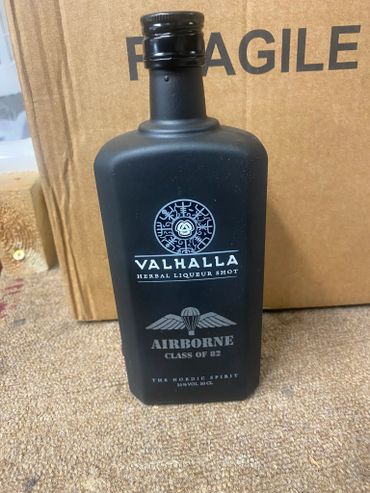 FRAGILE
VALHALLA
HERBAL LIQUEUR SHOT
AIRBORNE
CLASS OF 82
THE NORDIC SPIRIT